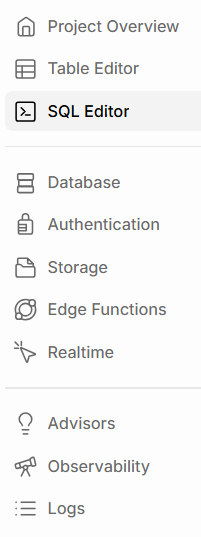 Project Overview
Table Editor
SQL Editor
Database
Authentication
Storage
Edge Functions
Realtime
Advisors
Observability
Logs